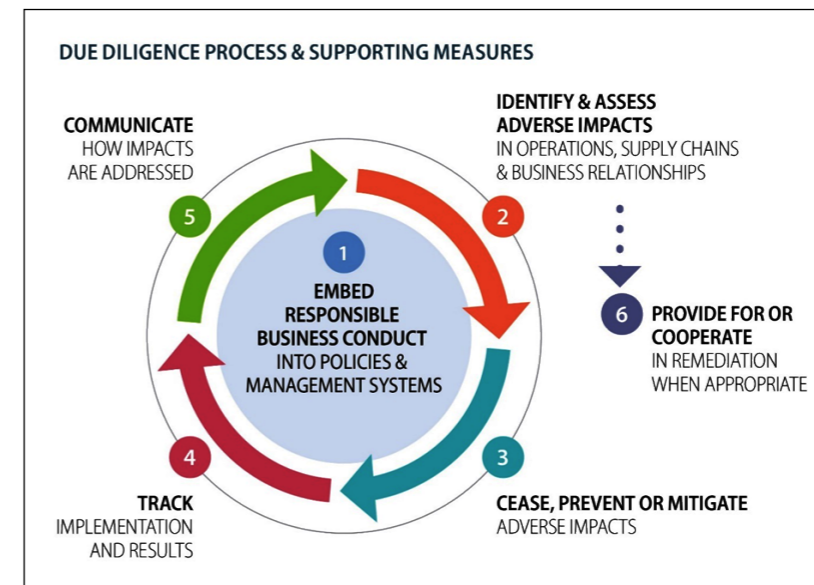 DUE DILIGENCE PROCESS & SUPPORTING MEASURES
1
EMBED
RESPONSIBLE
BUSINESS CONDUCT
INTO POLICIES &
MANAGEMENT SYSTEMS
2
IDENTIFY & ASSESS
ADVERSE IMPACTS
IN OPERATIONS, SUPPLY CHAINS
& BUSINESS RELATIONSHIPS
3
CEASE, PREVENT OR MITIGATE
ADVERSE IMPACTS
4
TRACK
IMPLEMENTATION
AND RESULTS
5
COMMUNICATE
HOW IMPACTS
ARE ADDRESSED
6
PROVIDE FOR OR
COOPERATE
IN REMEDIATION
WHEN APPROPRIATE